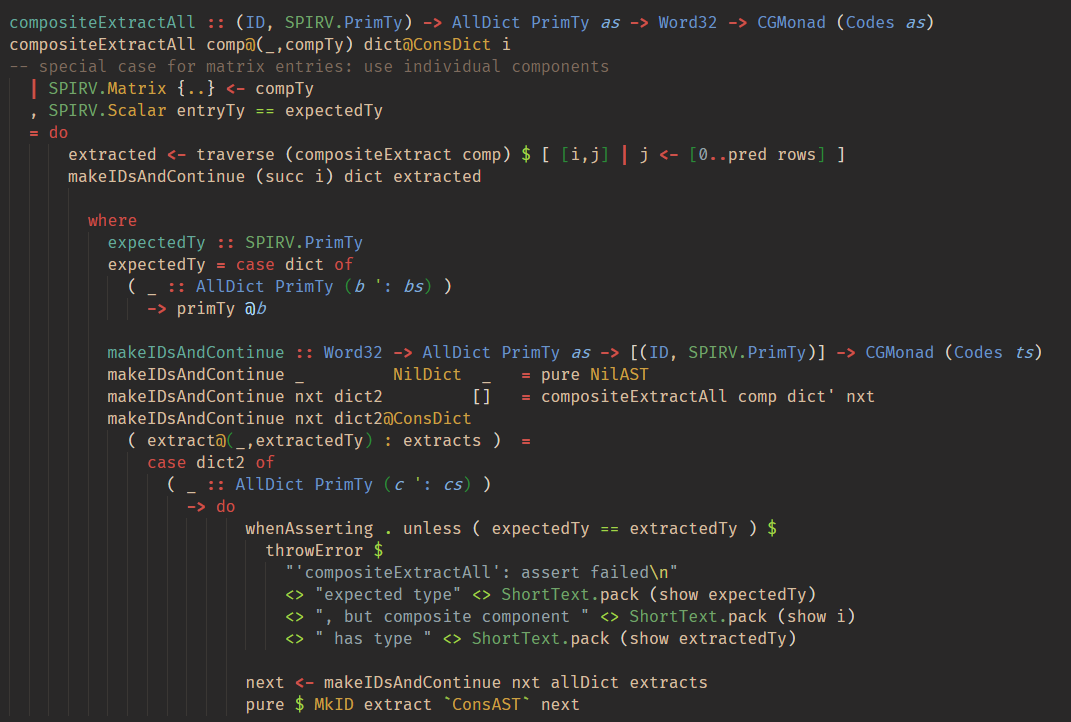 compositeExtractAll :: (ID, SPIRV.PrimTy) -> AllDict PrimTy as -> Word32 -> CGMonad (Codes as)
compositeExtractAll comp@(_,compTy) dict@ConsDict i
-- special case for matrix entries: use individual components
  | SPIRV.Matrix {..} <- compTy
  , SPIRV.Scalar entryTy == expectedTy
  = do
      extracted <- traverse (compositeExtract comp) $ [ [i,j] | j <- [0..pred rows] ]
      makeIDsAndContinue (succ i) dict extracted
        where
          expectedTy :: SPIRV.PrimTy
          expectedTy = case dict of
            ( _ :: AllDict PrimTy (b ': bs) )
              -> primTy @b
          makeIDsAndContinue :: Word32 -> AllDict PrimTy as -> [(ID, SPIRV.PrimTy)] -> CGMonad (Codes ts)
          makeIDsAndContinue _         NilDict  _   = pure NilAST
          makeIDsAndContinue nxt dict2         []   = compositeExtractAll comp dict' nxt
          makeIDsAndContinue nxt dict2@ConsDict
            ( extract@(_,extractedTy) : extracts )  =
              case dict2 of
                ( _ :: AllDict PrimTy (c ': cs) )
                  -> do
                        whenAsserting . unless ( expectedTy == extractedTy ) $
                          throwError $
                            "'compositeExtractAll': assert failed\n"
                            <> "expected type" <> ShortText.pack (show expectedTy)
                            <> ", but composite component " <> ShortText.pack (show i)
                            <> " has type " <> ShortText.pack (show extractedTy)
                        next <- makeIDsAndContinue nxt allDict extracts
                        pure $ MkID extract `ConsAST` next